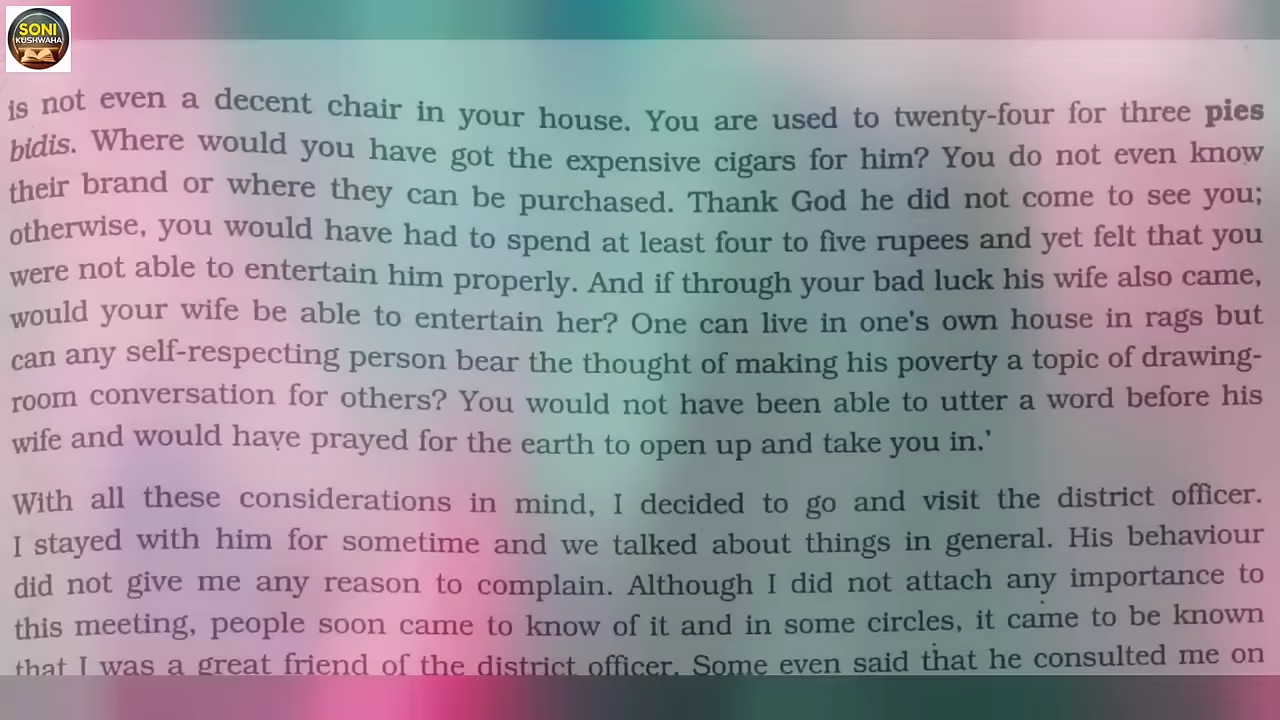 SONI
KUSHWAHA
is not even a decent chair in your house. You are used to twenty-four for three pies
bidis. Where would you have got the expensive cigars for him? You do not even know
their brand or where they can be purchased. Thank God he did not come to see you;
otherwise, you would have had to spend at least four to five rupees and yet felt that you
were not able to entertain him properly. And if through your bad luck his wife also came,
would your wife be able to entertain her? One can live in one's own house in rags but
can any self-respecting person bear the thought of making his poverty a topic of drawing-
room conversation for others? You would not have been able to utter a word before his
wife and would have prayed for the earth to open up and take you in.'
With all these considerations in mind, I decided to go and visit the district officer.
I stayed with him for sometime and we talked about things in general. His behaviour
did not give me any reason to complain. Although I did not attach any importance to
this meeting, people soon came to know of it and in some circles, it came to be known
that I was a great friend of the district officer. Some even said that he consulted me on